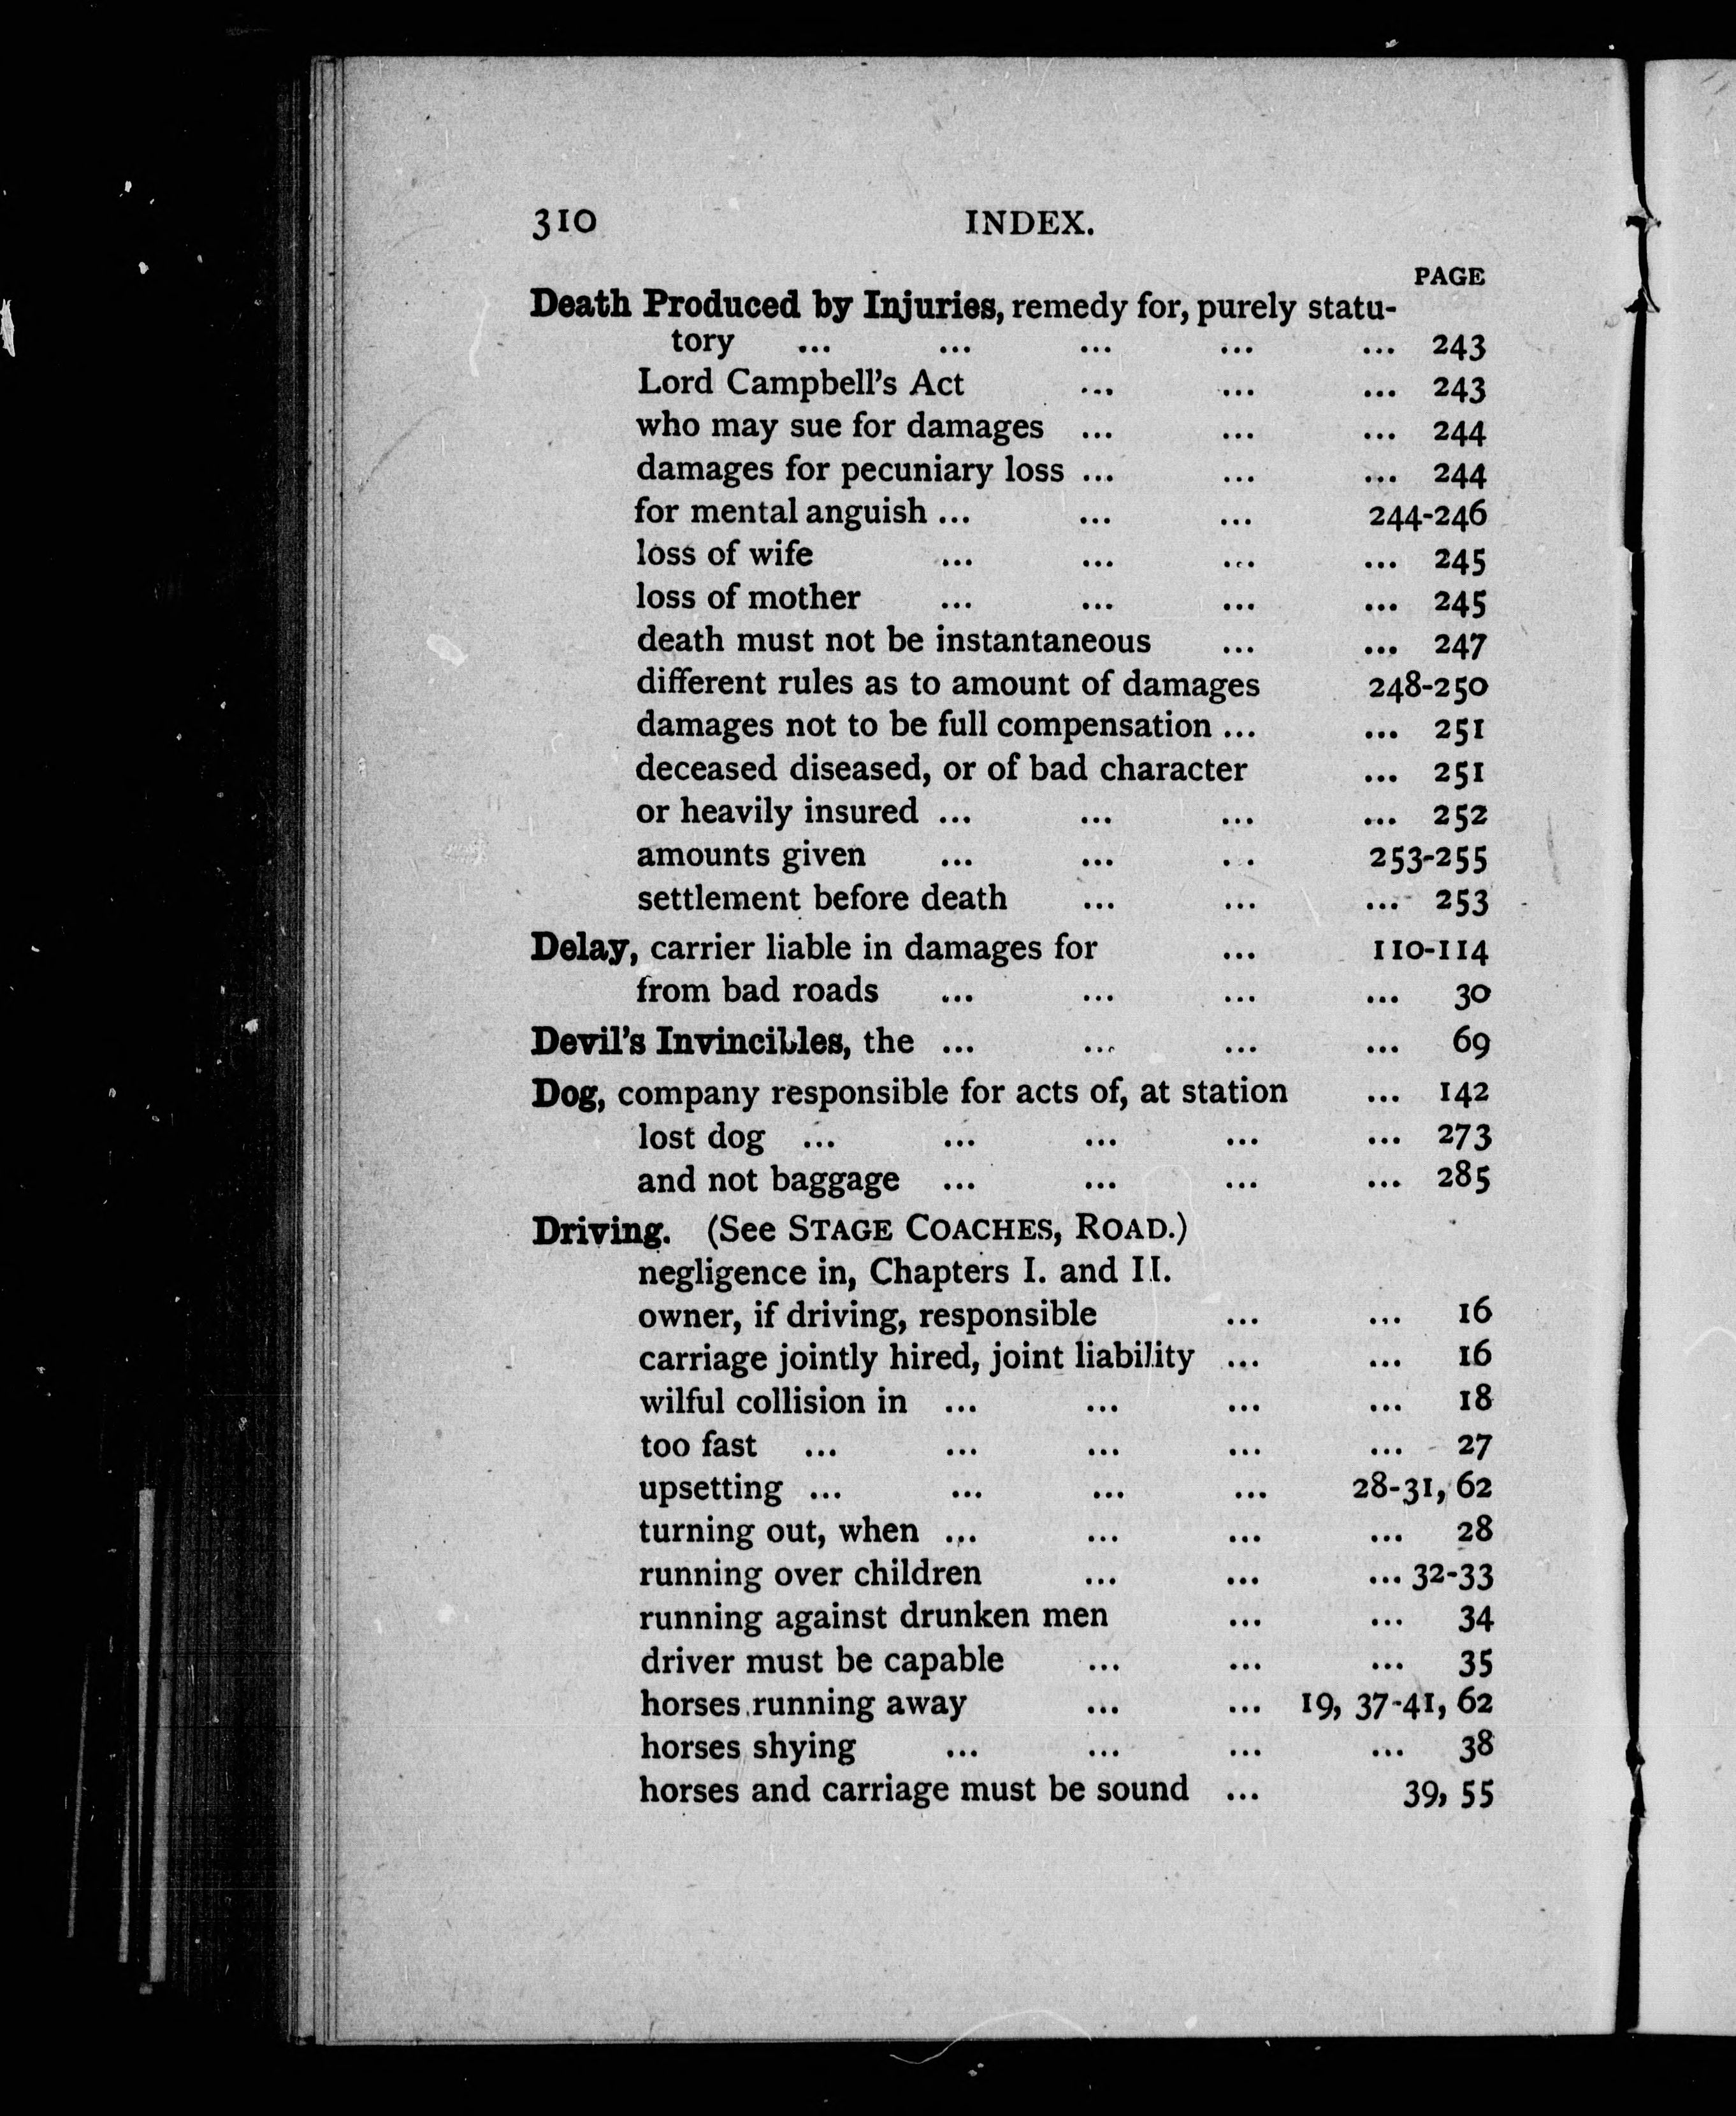 310 INDEX.
PAGE
Death Produced by Injuries, remedy for, purely statu-
tory ... ... ... ... ... 243
Lord Campbell's Act ... ... ... 243
who may sue for damages ... ... ... 244
damages for pecuniary loss ... ... ... 244
for mental anguish ... ... ... 244-246
loss of wife ... ... ... ... 245
loss of mother ... ... ... ... 245
death must not be instantaneous ... ... 247
different rules as to amount of damages 248-250
damages not to be full compensation ... ... 251
deceased diseased, or of bad character ... 251
or heavily insured ... ... ... ... 252
amounts given ... ... . . 253-255
settlement before death ... ... ... 253
Delay, carrier liable in damages for ... 110-114
from bad roads ... ... ... ... 30
Devil's Invincibles, the ... ... ... ... 69
Dog, company responsible for acts of, at station ... 142
lost dog ... ... ... ... ... 273
and not baggage ... ... ... ... 285
Driving. (See STAGE COACHES, ROAD.)
negligence in, Chapters I. and II.
owner, if driving, responsible ... ... 16
carriage jointly hired, joint liability ... ... 16
wilful collision in ... ... ... ... 18
too fast ... ... ... ... ... 27
upsetting ... ... ... ... 28-31, 62
turning out, when ... ... ... ... 28
running over children ... ... ... 32-33
running against drunken men ... ... 34
driver must be capable ... ... ... 35
horses running away ... ... 19, 37-41, 62
horses shying ... ... ... ... 38
horses and carriage must be sound ... 39, 55